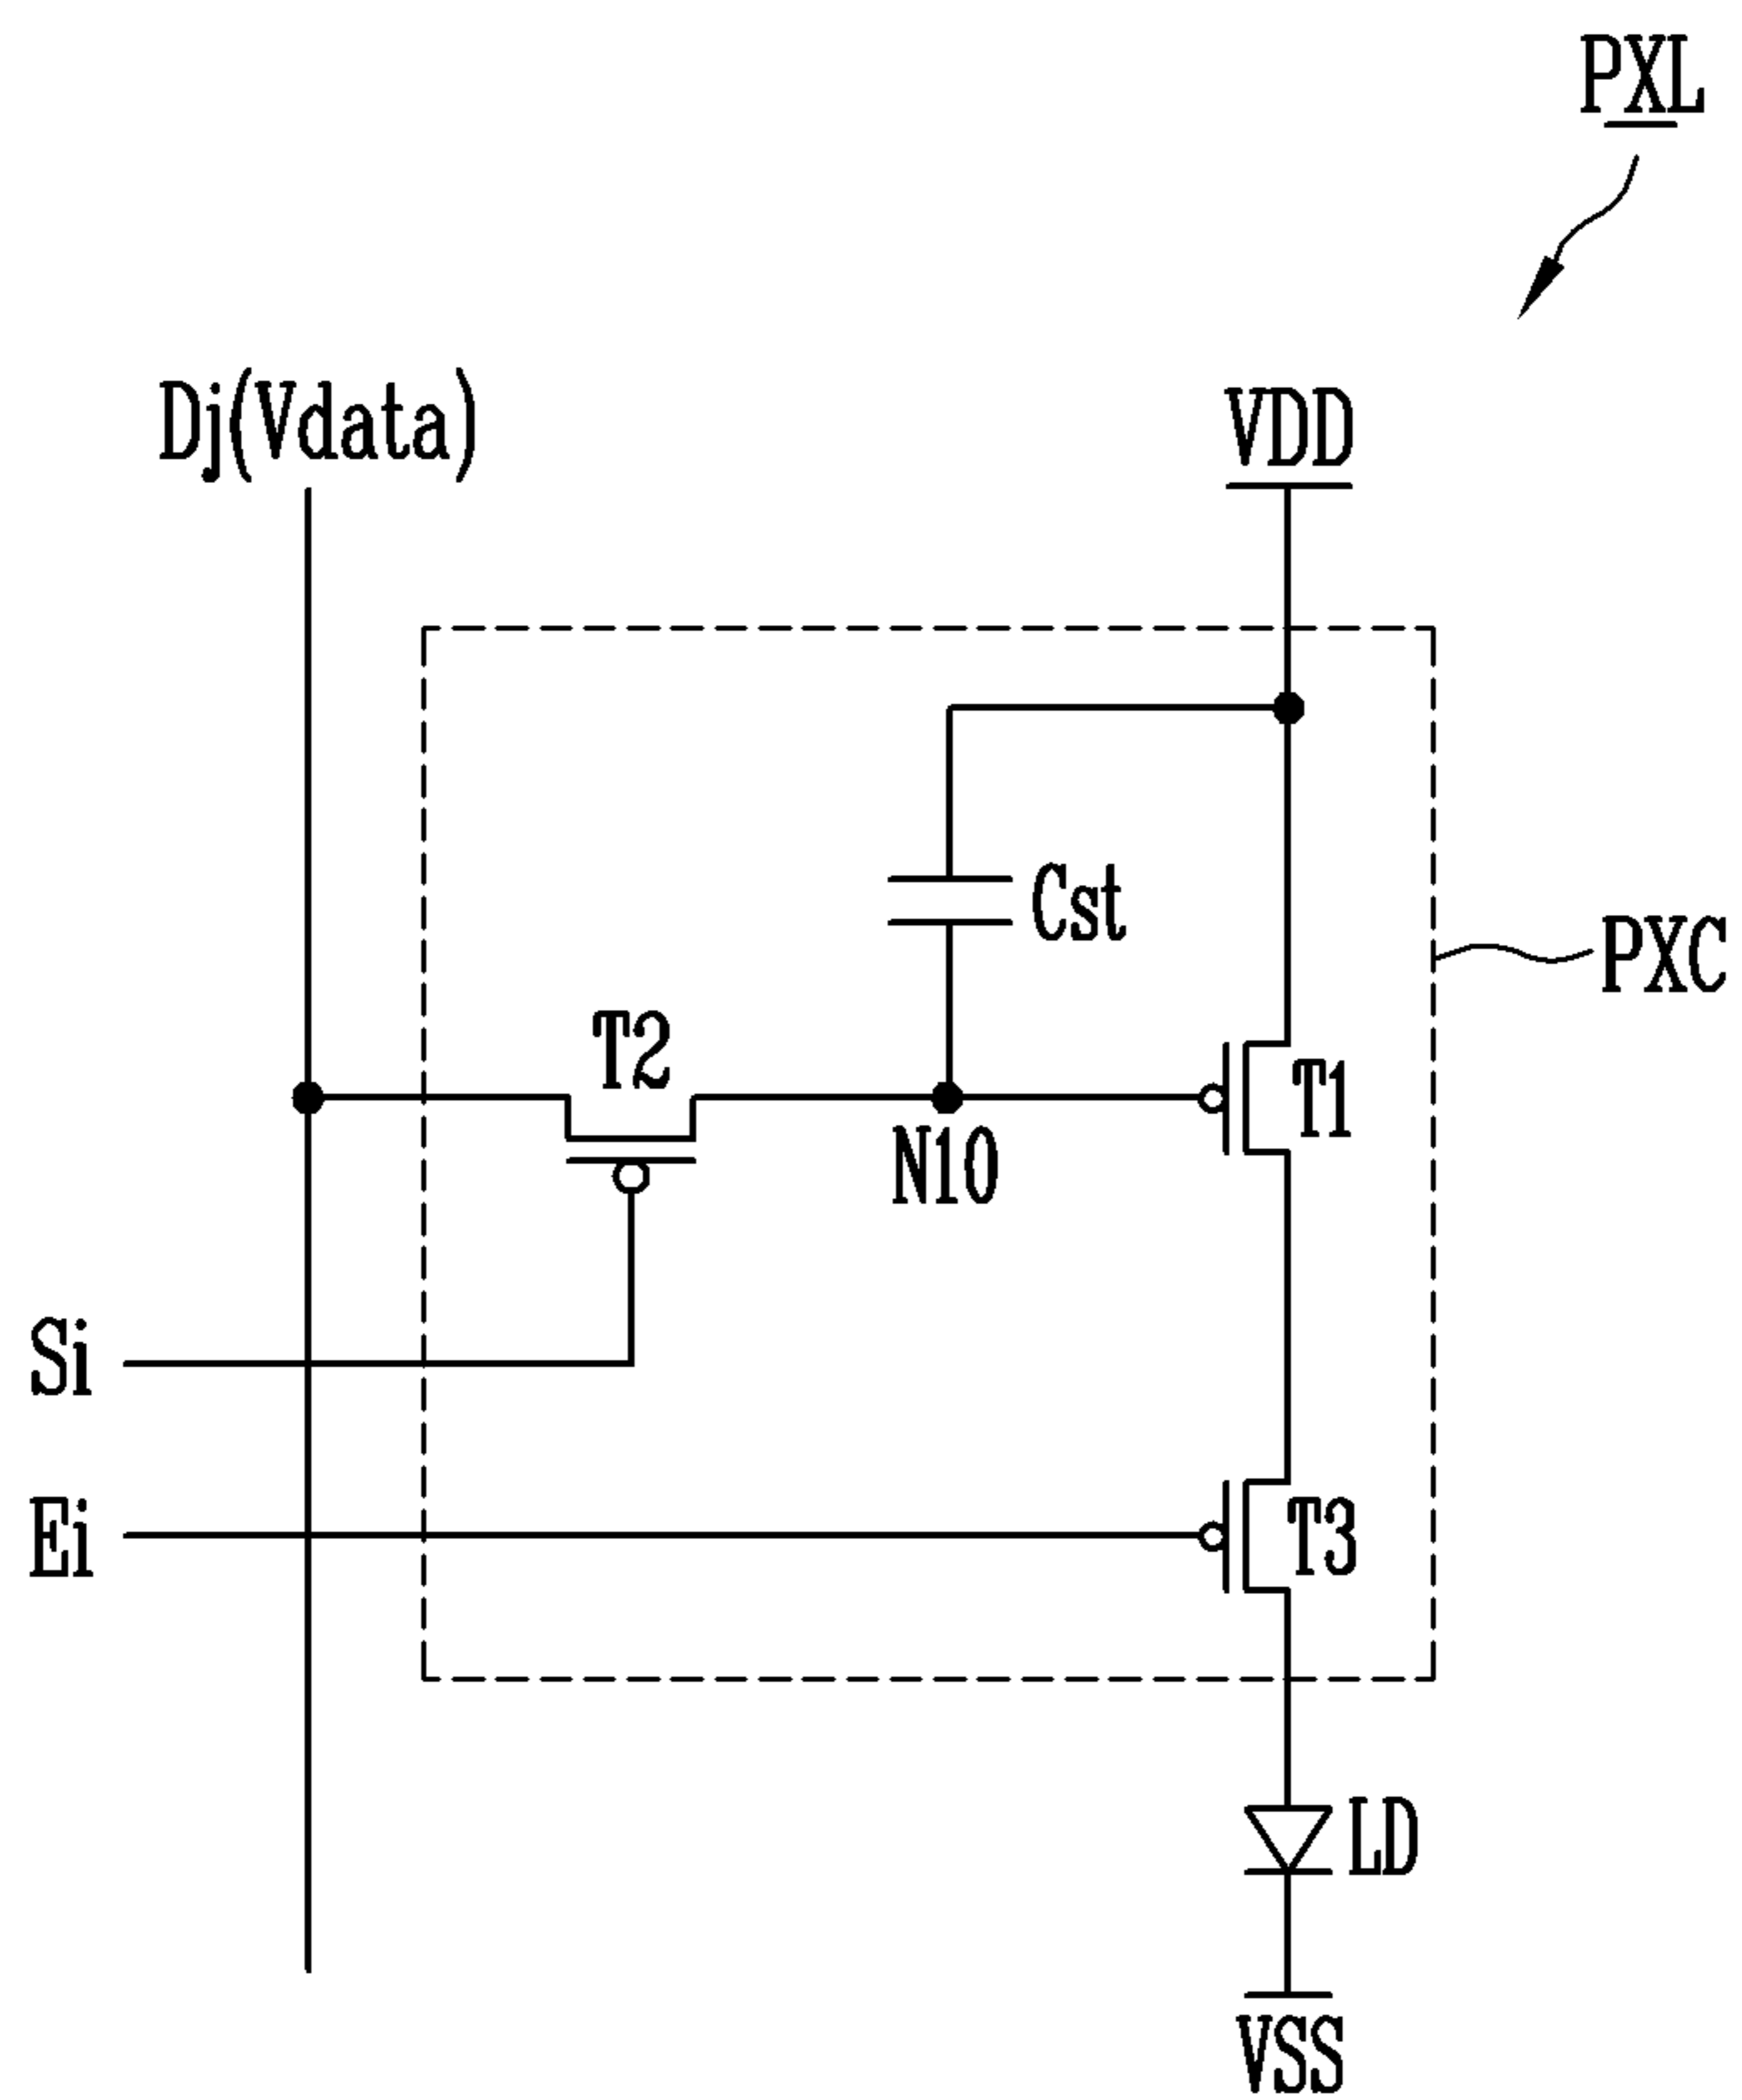 PXL
Dj(Vdata)
VDD
Cst
PXC
T2
T1
N10
Si
Ei
T3
LD
VSS